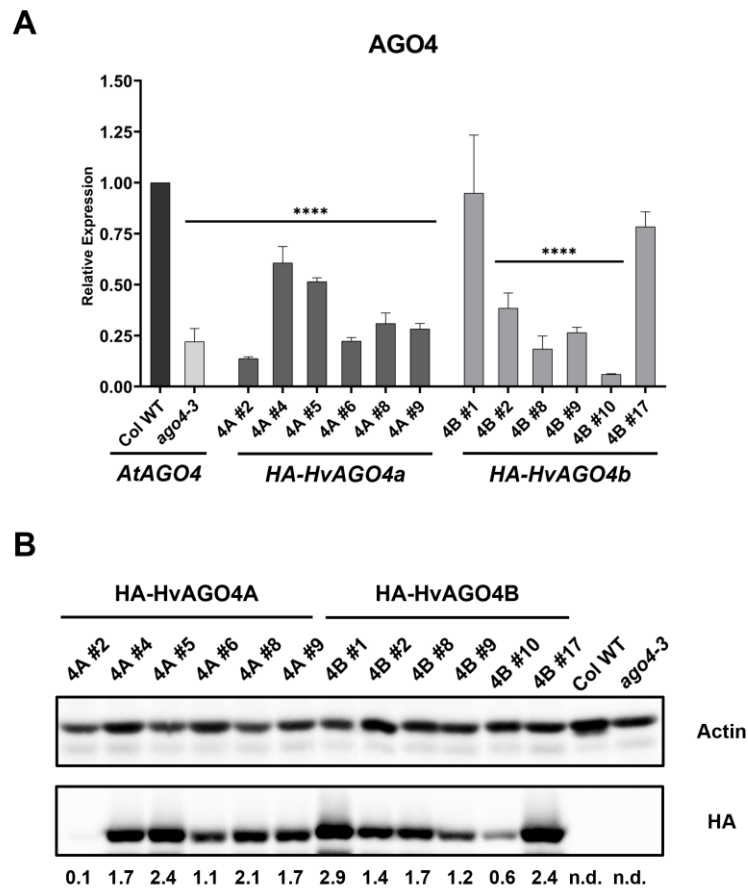 A
AGO4
Relative Expression
1.50
1.25
1.00
0.75
0.50
0.25
0.00
****
****
Col WT
ago4-3
4A #2
4A #4
4A #5
4A #6
4A #8
4A #9
4B #1
4B #2
4B #8
4B #9
4B #10
4B #17
AtAGO4 HA-HvAGO4a HA-HvAGO4b
B
HA-HvAGO4A HA-HvAGO4B
4A #2
4A #4
4A #5
4A #6
4A #8
4A #9
4B #1
4B #2
4B #8
4B #9
4B #10
4B #17
Col WT
ago4-3
Actin
HA
0.1 1.7 2.4 1.1 2.1 1.7 2.9 1.4 1.7 1.2 0.6 2.4 n.d. n.d.